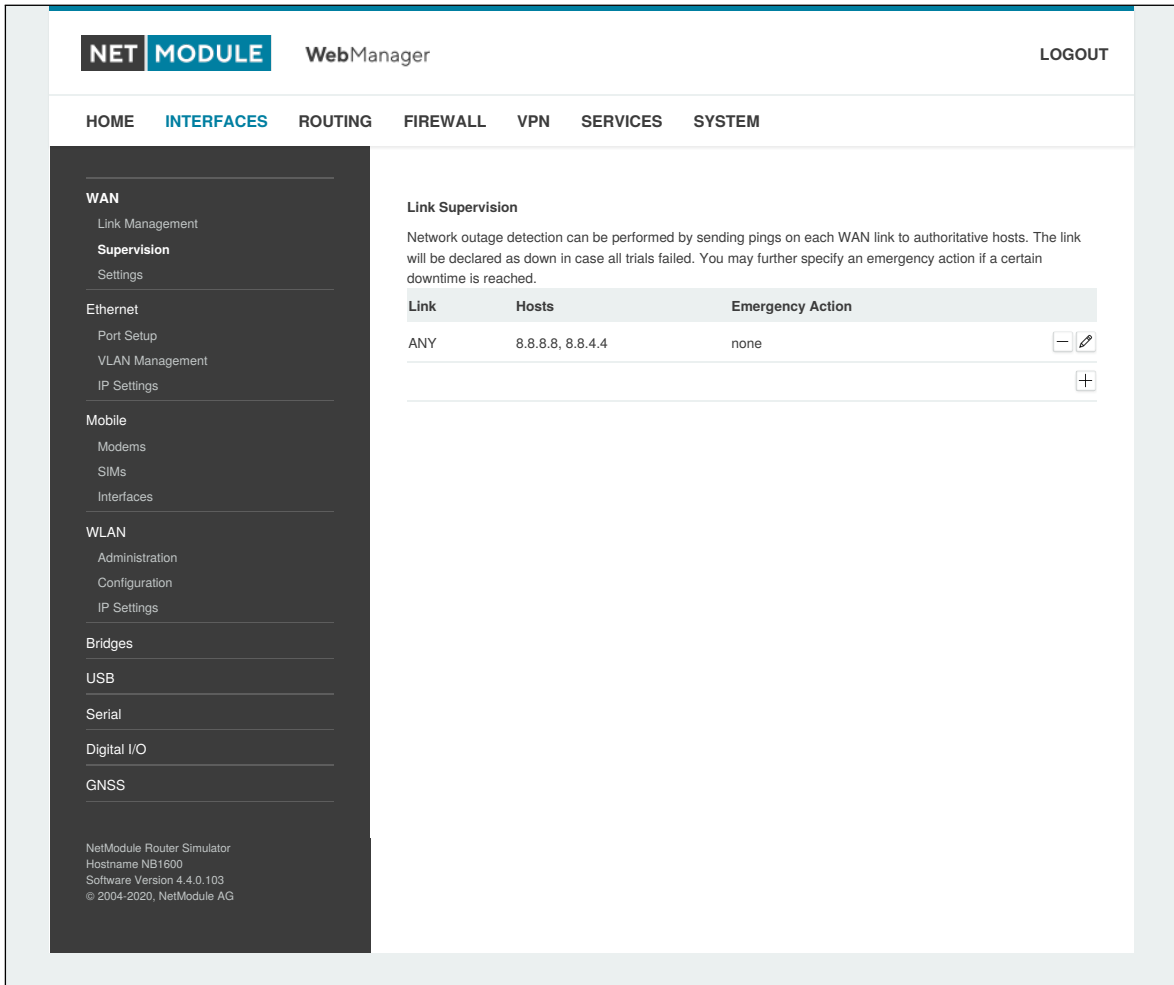 NET MODULE WebManager LOGOUT
HOME INTERFACES ROUTING FIREWALL VPN SERVICES SYSTEM
WAN
Link Management
Supervision
Settings
Ethernet
Port Setup
VLAN Management
IP Settings
Mobile
Modems
SIMs
Interfaces
WLAN
Administration
Configuration
IP Settings
Bridges
USB
Serial
Digital I/O
GNSS
NetModule Router Simulator
Hostname NB1600
Software Version 4.4.0.103
© 2004-2020, NetModule AG
Link Supervision
Network outage detection can be performed by sending pings on each WAN link to authoritative hosts. The link
will be declared as down in case all trials failed. You may further specify an emergency action if a certain
downtime is reached.
Link Hosts Emergency Action
ANY 8.8.8.8, 8.8.4.4 none